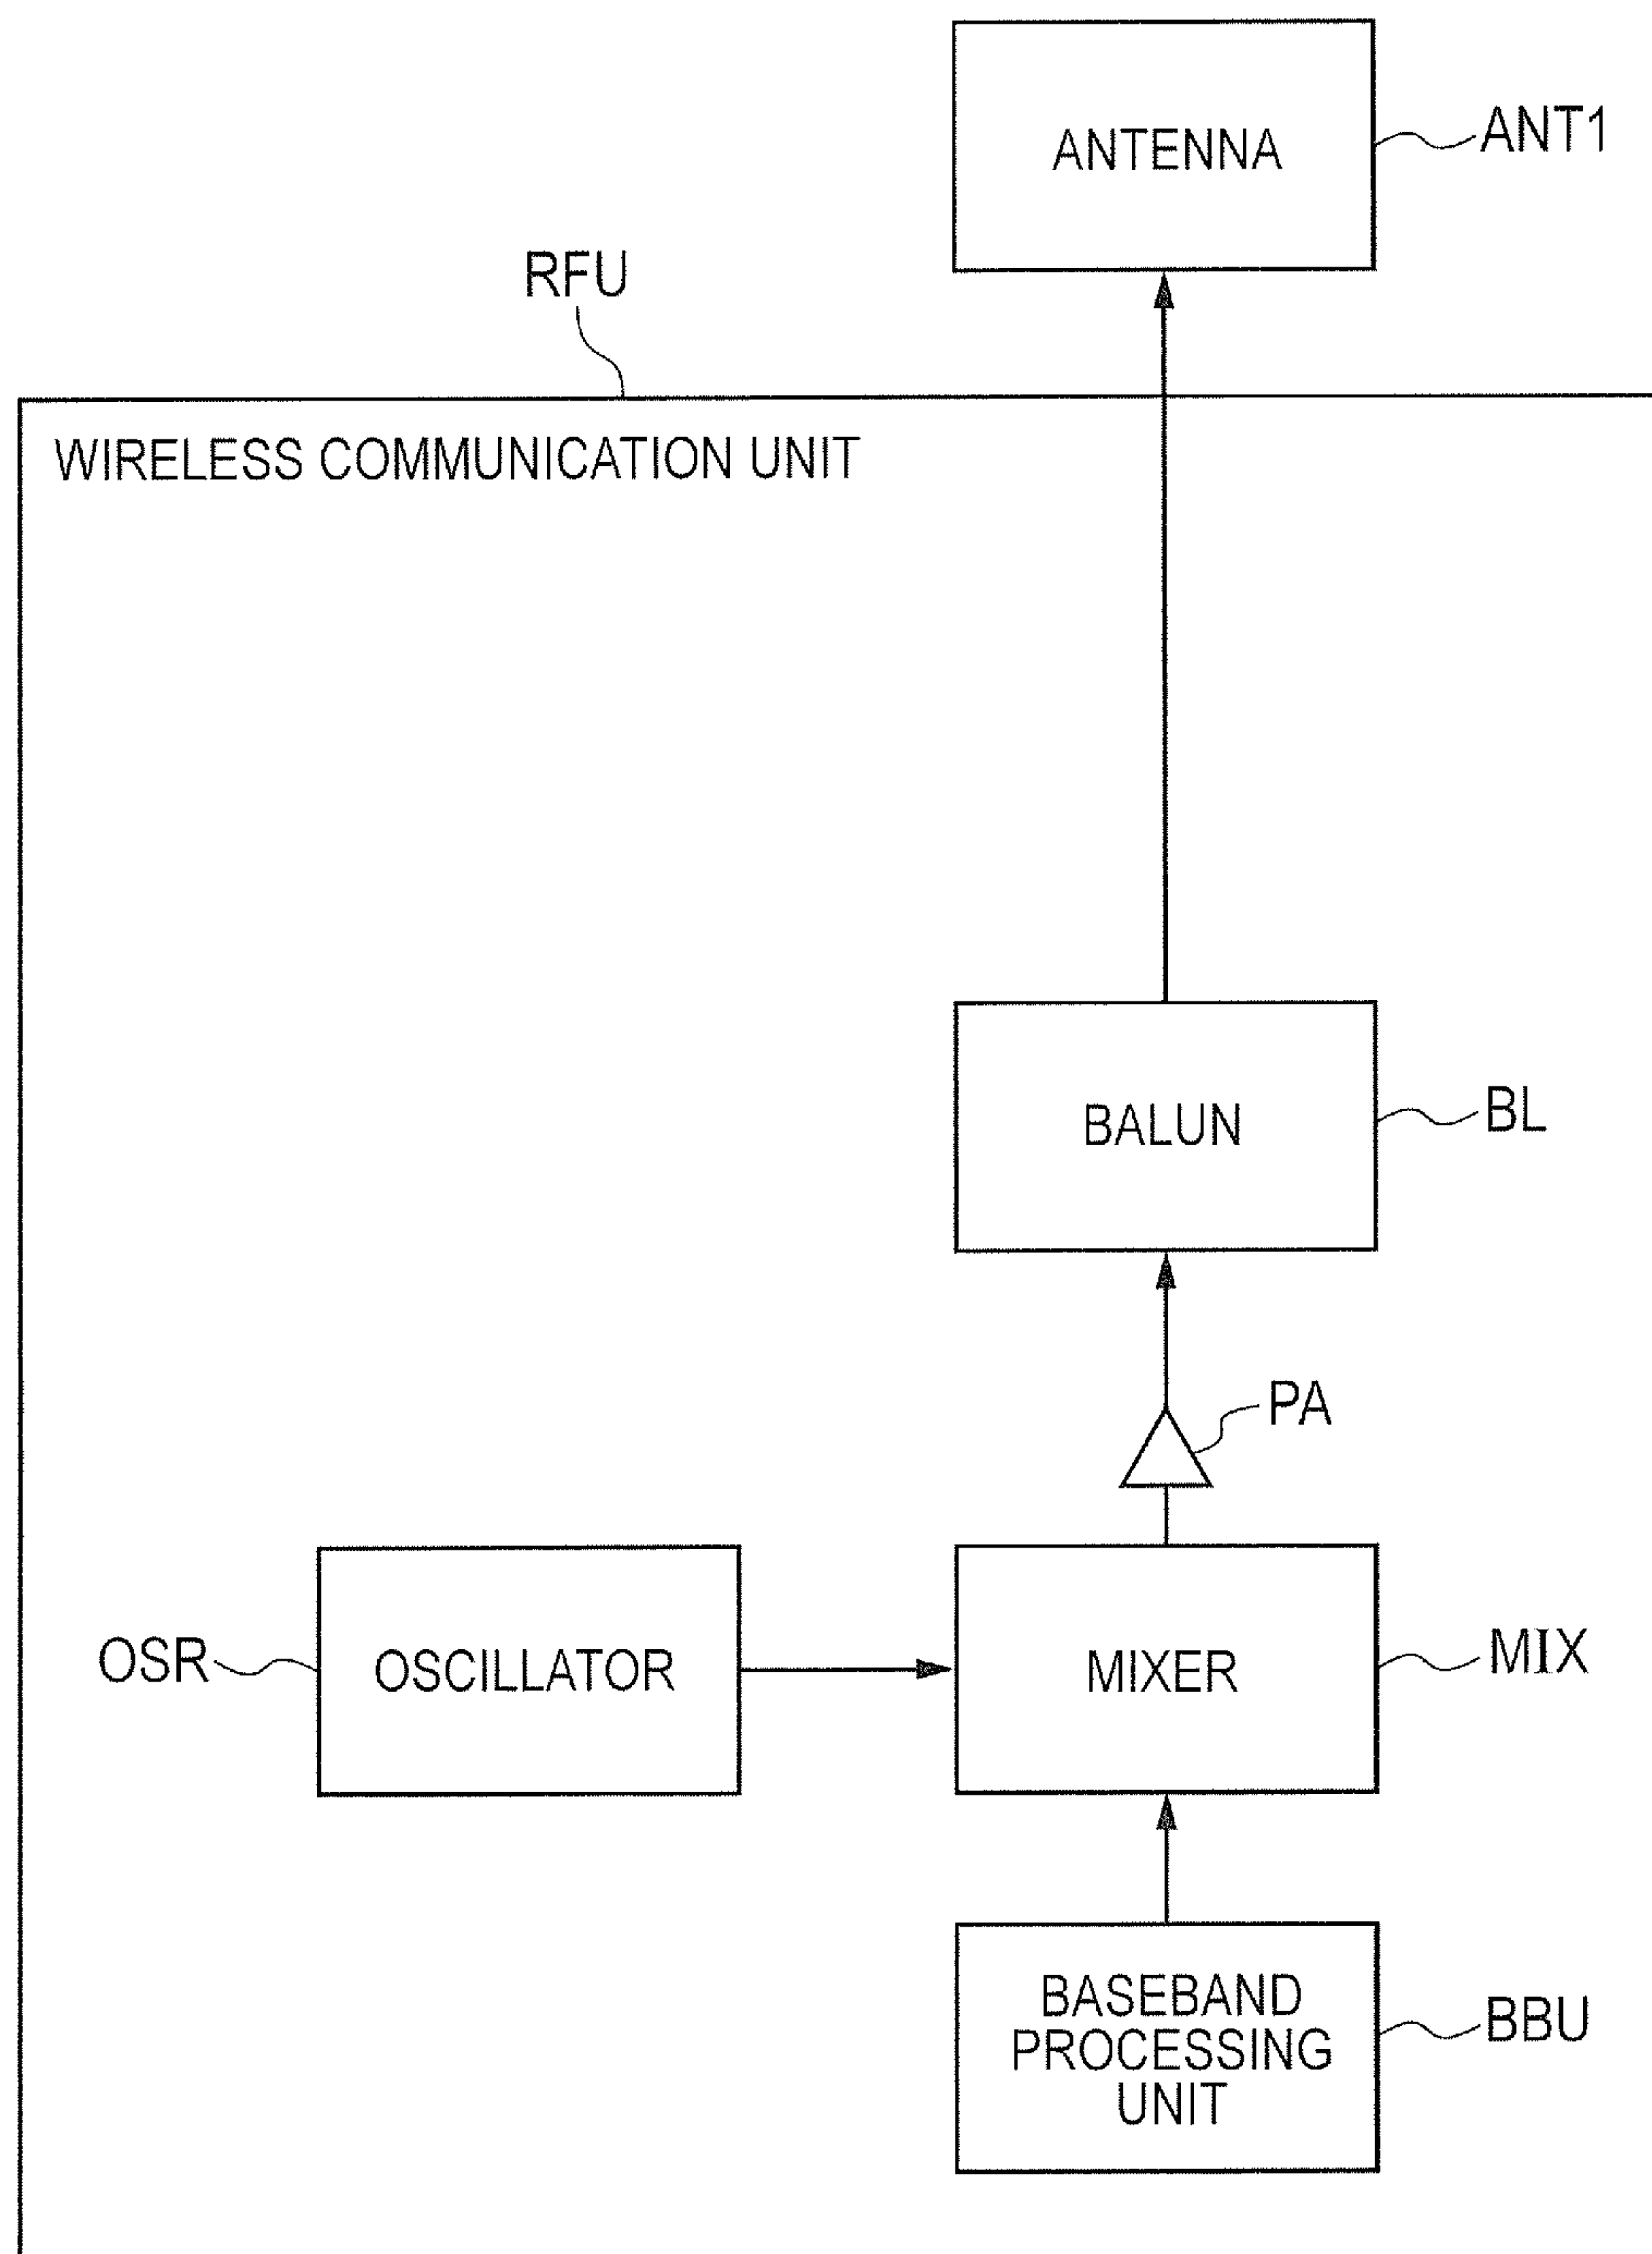 ANTENNA
ANT1
RFU
WIRELESS COMMUNICATION UNIT
BALUN
BL
PA
OSR
OSCILLATOR
MIXER
MIX
BASEBAND
PROCESSING
UNIT
BBU